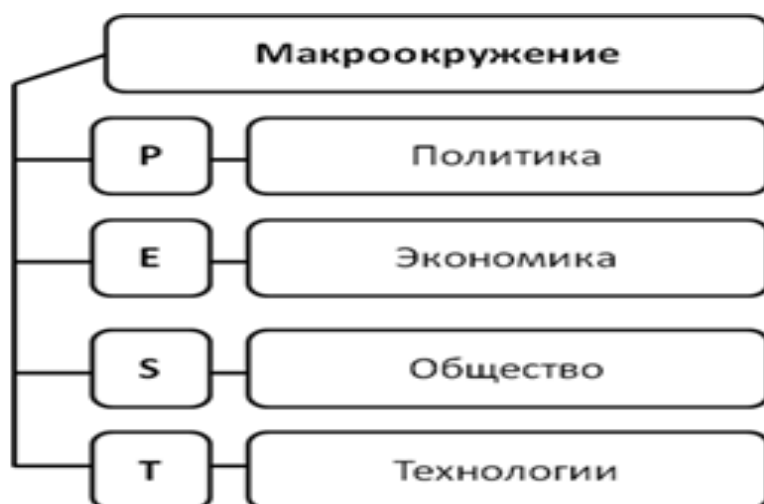 Макроокружение
P Политика
E Экономика
S Общество
T Технологии